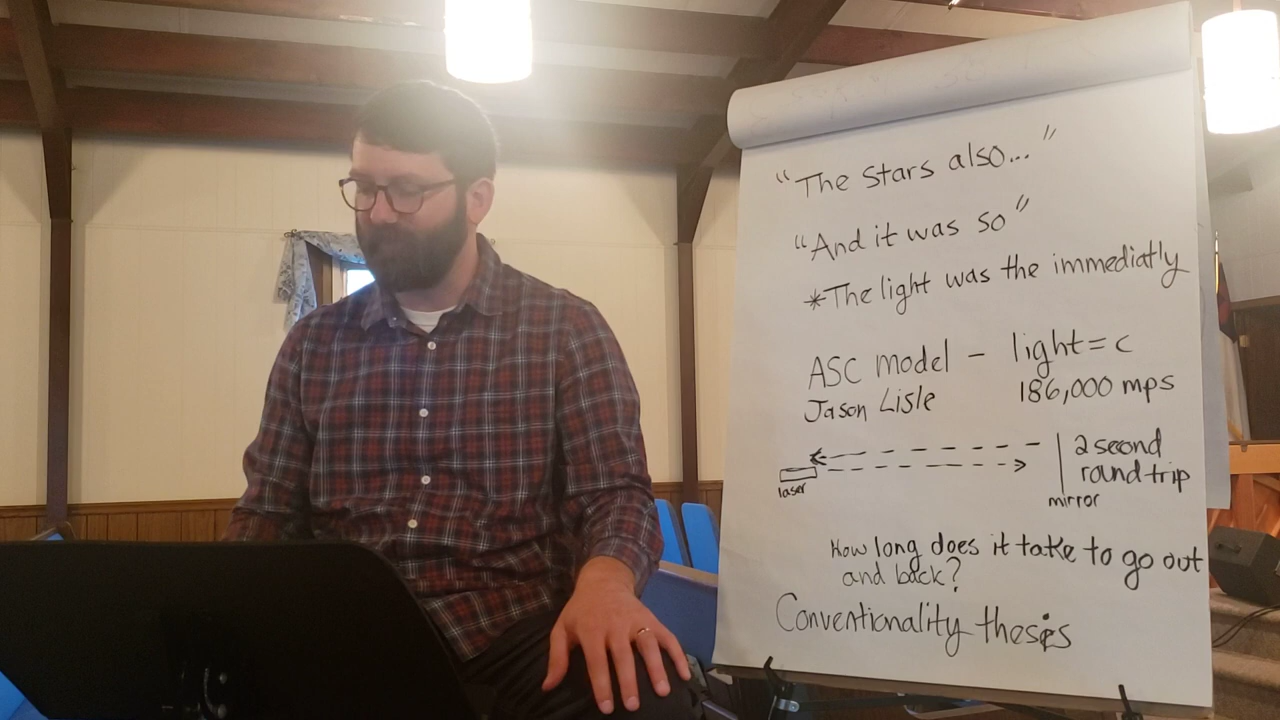 "The Stars also... "
"And it was so"
*The light was the immediatly
ASC model - light = c
Jason Lisle 186,000 mps
2 second
round trip
laser
mirror
How long does it take to go out
and back?
Conventionality thesis